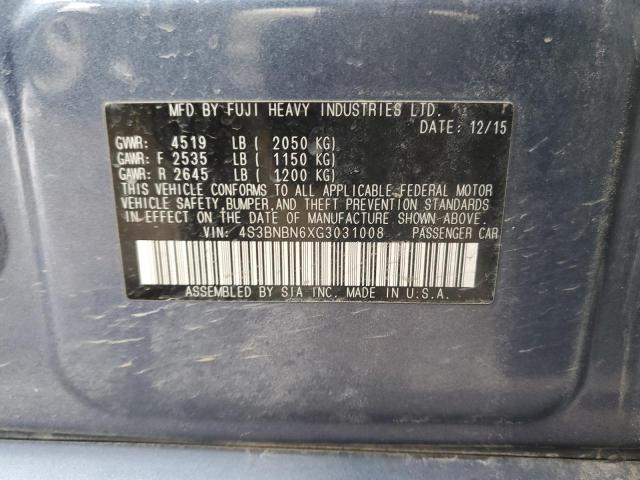 MFD BY FUJI HEAVY INDUSTRIES LTD.
DATE: 12/15
GVWR: 4519 LB ( 2050 KG)
GAWR: F 2535 LB ( 1150 KG)
GAWR: R 2645 LB ( 1200 KG)
THIS VEHICLE CONFORMS TO ALL APPLICABLE FEDERAL MOTOR
VEHICLE SAFETY, BUMPER, AND THEFT PREVENTION STANDARDS
IN EFFECT ON THE DATE OF MANUFACTURE SHOWN ABOVE.
VIN: 4S3BNBN6XG3031008 PASSENGER CAR
ASSEMBLED BY SIA INC. MADE IN U.S.A.